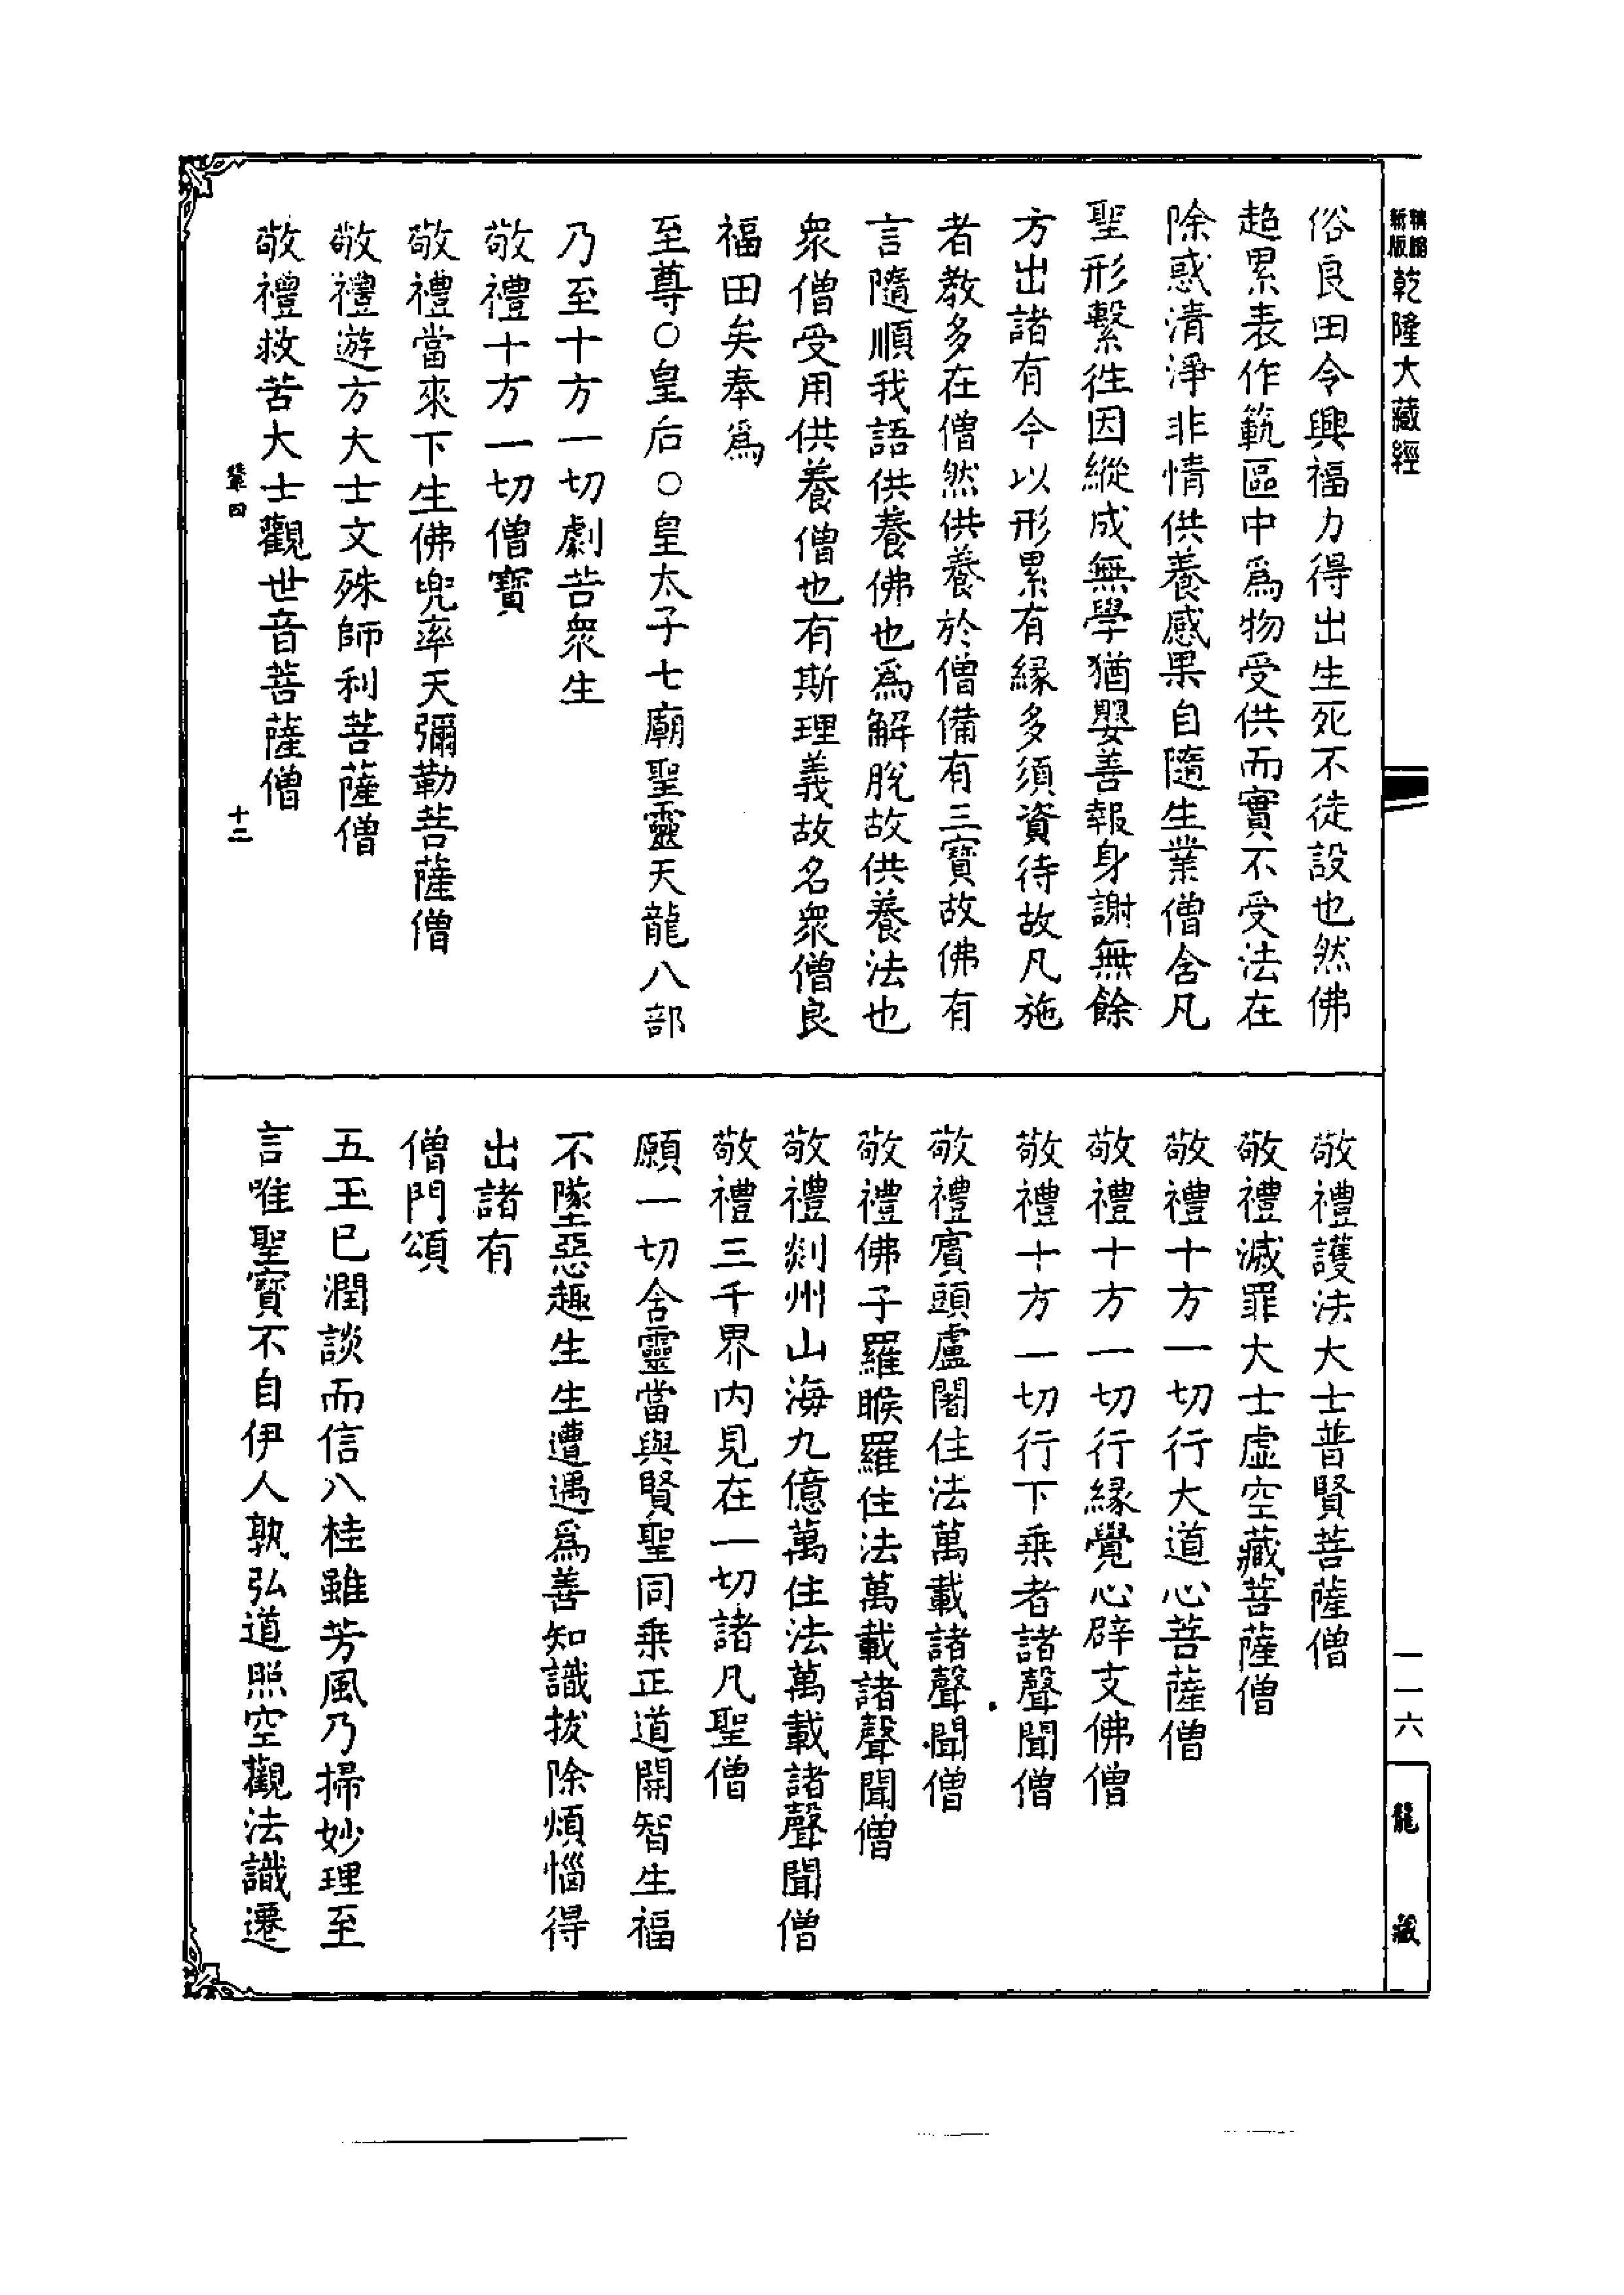 精縮新版
乾隆大藏經
俗良田令興福力得出生死不徒設也然佛
超累表作範區中爲物受供而實不受法在
除惑清淨非情供養感果自隨生業僧含凡
聖形繫徃因縱成無學猶嬰善報身謝無餘
方出諸有今以形累有縁多須資待故凡施
者教多在僧然供養於僧備有三寳故佛有
言隨順我語供養佛也爲解脫故供養法也
衆僧受用供養僧也有斯理義故名衆僧良
福田矣奉爲
至尊○皇后○皇太子七廟聖靈天龍八部
乃至十方一切劇苦衆生
敬禮十方一切僧寶
敬禮當來下生佛兜率天彌勒菩薩僧
敬禮遊方大士文殊師利菩薩僧
敬禮救苦大士觀世音菩薩僧
輦四
十二
敬禮護法大士普賢菩薩僧
敬禮滅罪大士虛空藏菩薩僧
敬禮十方一切行大道心菩薩僧
敬禮十方一切行縁覺心辟支佛僧
敬禮十方一切行下乗者諸聲聞僧
敬禮賓頭盧闍住法萬載諸聲聞僧
敬禮佛子羅睺羅住法萬載諸聲聞僧
敬禮剡州山海九億萬住法萬載諸聲聞僧
敬禮三千界內見在一切諸凡聖僧
願一切含靈當與賢聖同乗正道開智生福
不墜惡趣生生遭遇爲善知識拔除煩惱得
出諸有
僧門頌
五玉巳潤談而信八桂雖芳風乃掃妙理至
言唯聖寶不自伊人孰弘道照空觀法識遷
一一六
龍藏